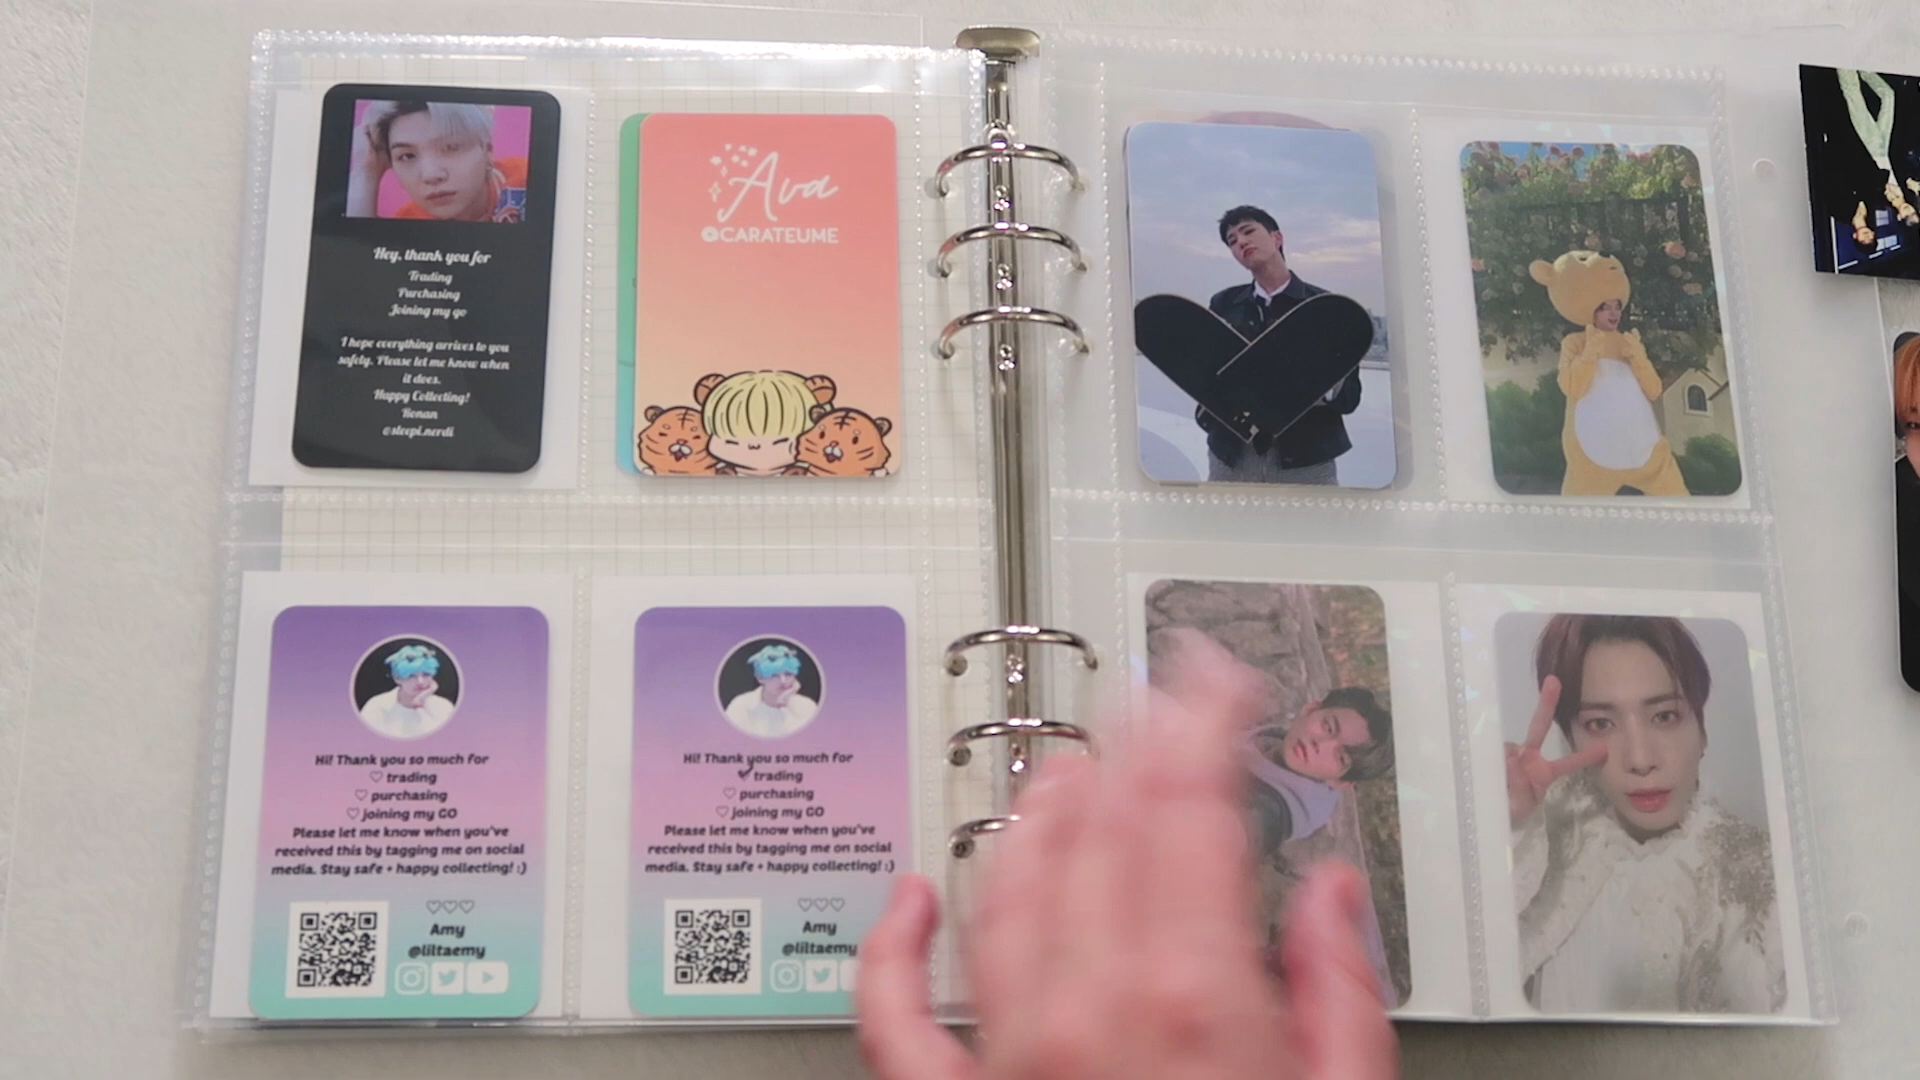 Hey, thank you for
Trading
Purchasing
Joining my go
I hope everything arrives to you
safely. Please let me know when
it does.
Happy Collecting!
Ronan
@sleepi.nerdi
Ava
CARATEUME
Hi! Thank you so much for
♡ trading
♡ purchasing
♡ joining my GO
Please let me know when you've
received this by tagging me on social
media. Stay safe + happy collecting! :)
♡♡♡
Amy
@liltaemy
Hi! Thank you so much for
♥ trading
♡ purchasing
♡ joining my GO
Please let me know when you've
received this by tagging me on social
media. Stay safe + happy collecting! :)
♡♡♡
Amy
@liltaemy